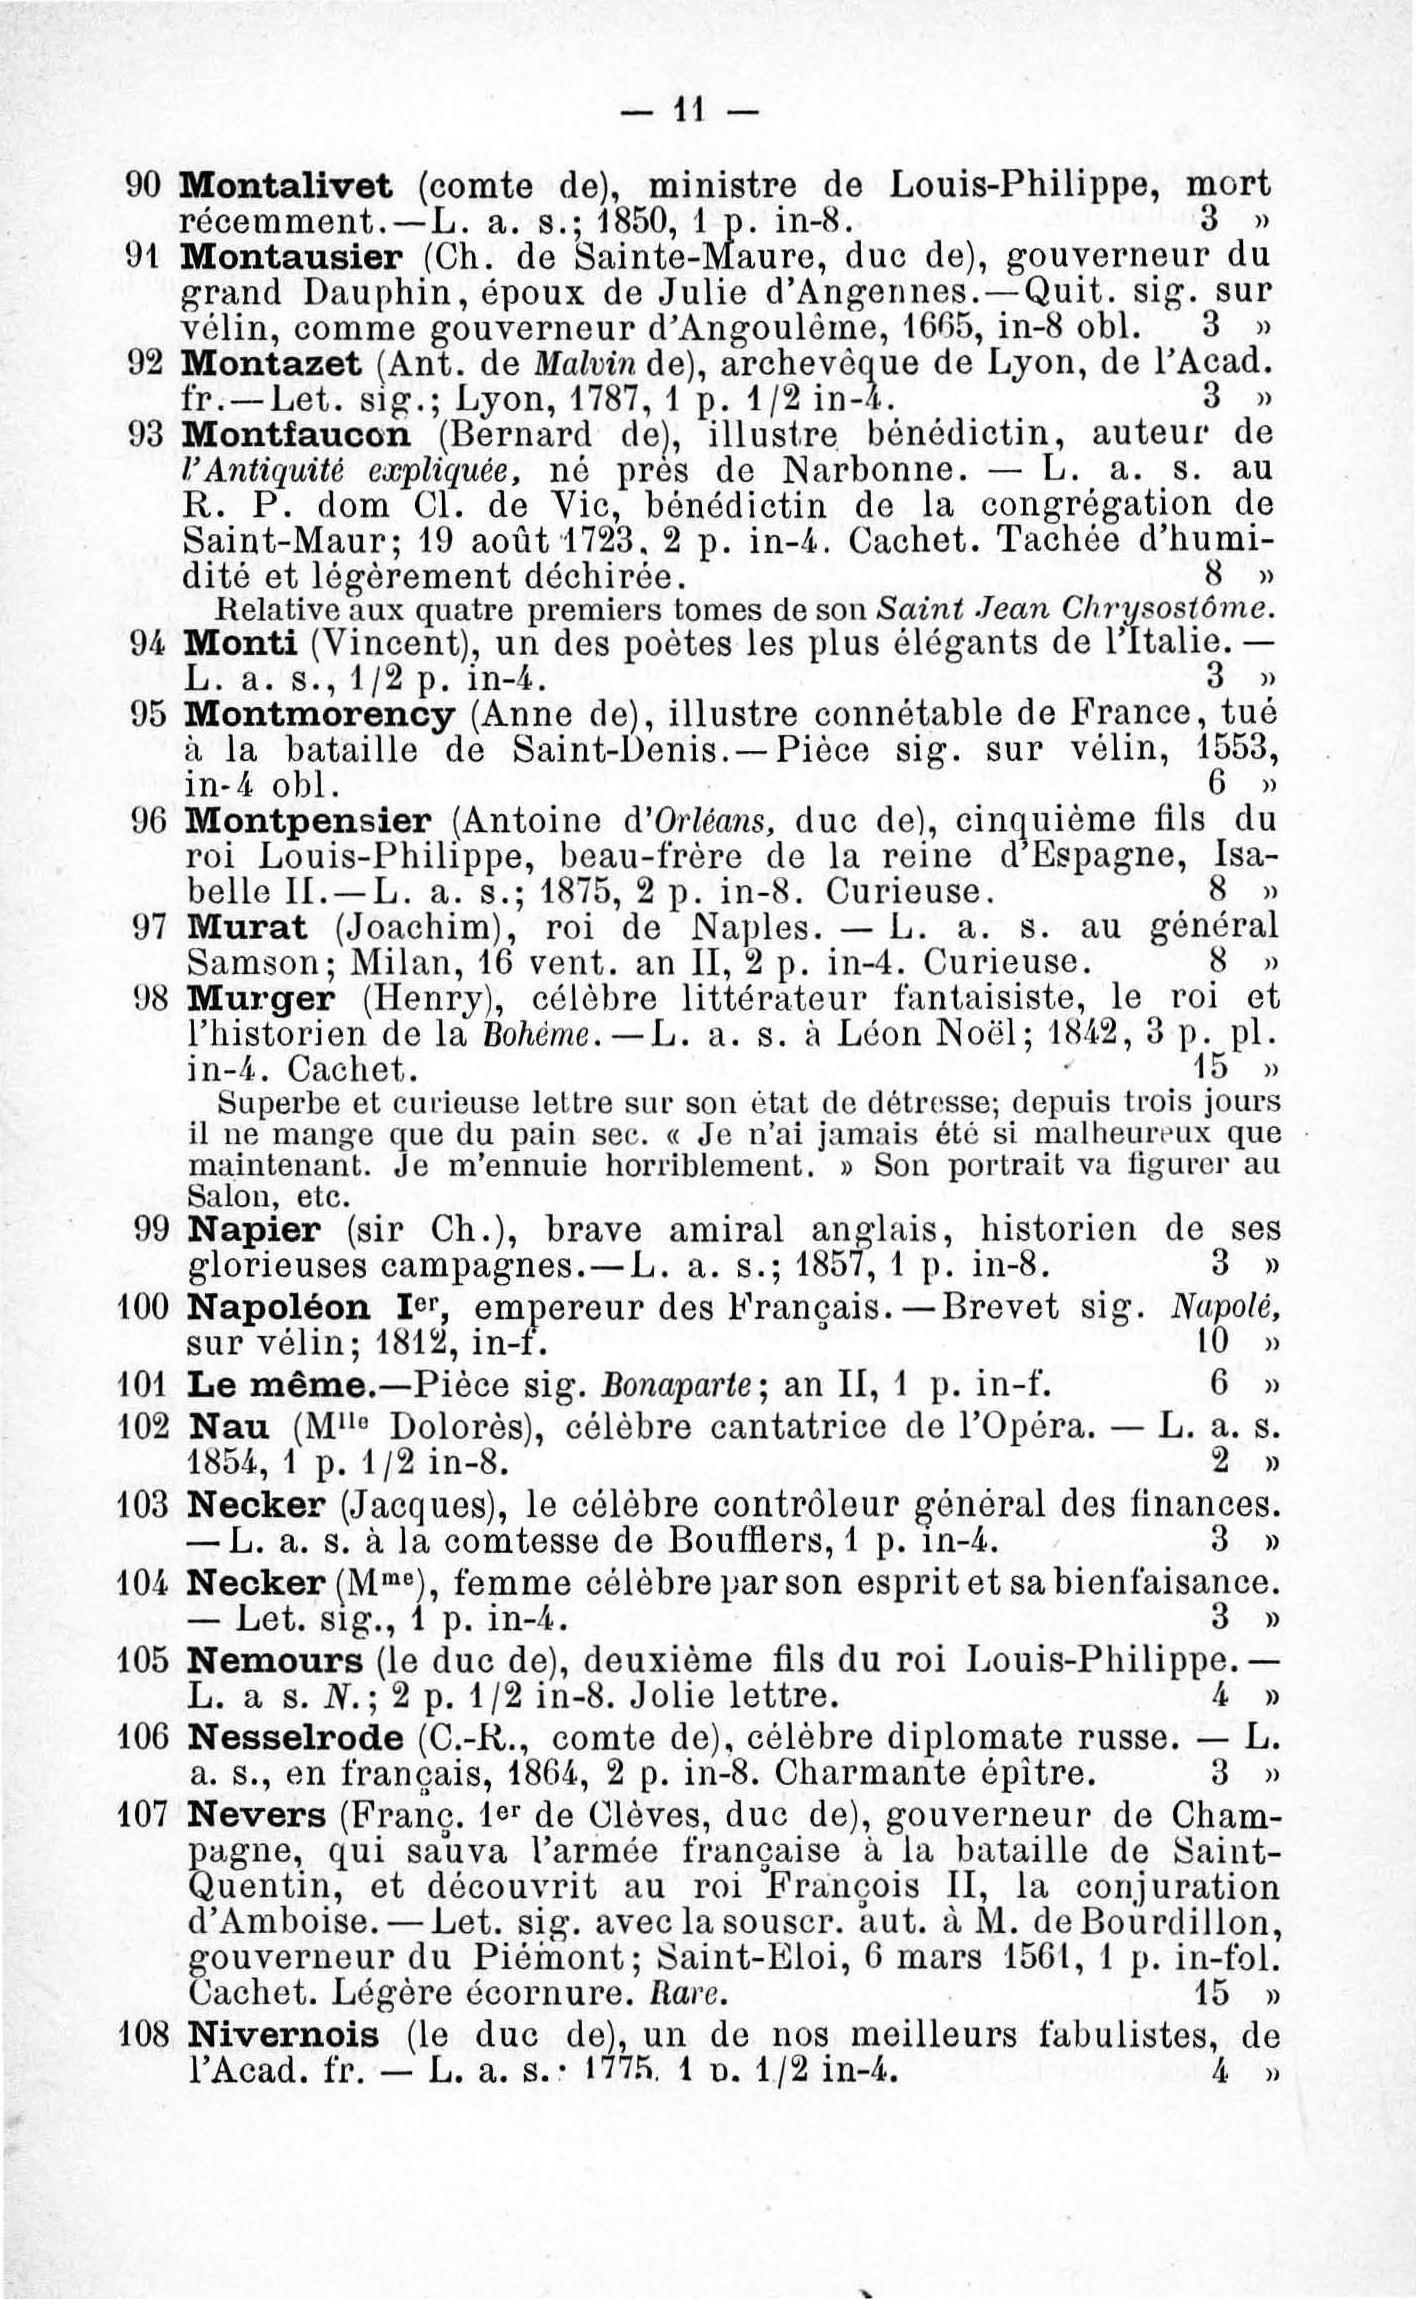 — 11 —
90 Montalivet (comte de), ministre de Louis-Philippe, mort
récemment.—L. a. s.; 1850, 1 p. in-8. 3 »
91 Montausier (Ch. de Sainte-Maure, duc de), gouverneur du
grand Dauphin, époux de Julie d'Angennes.—Quit. sig. sur
vélin, comme gouverneur d'Angoulême, 1665, in-8 obl. 3 »
92 Montazet (Ant. de Malvin de), archevêque de Lyon, de l'Acad.
fr.—Let. sig.; Lyon, 1787, 1 p. 1/2 in-4. 3 »
93 Montfaucon (Bernard de), illustre bénédictin, auteur de
l'Antiquité expliquée, né près de Narbonne. — L. a. s. au
R. P. dom Cl. de Vic, bénédictin de la congrégation de
Saint-Maur; 19 août 1723. 2 p. in-4. Cachet. Tachée d'humi-
dité et légèrement déchirée. 8 »
Relative aux quatre premiers tomes de son Saint Jean Chrysostôme.
94 Monti (Vincent), un des poètes les plus élégants de l'Italie. —
L. a. s., 1/2 p. in-4. 3 »
95 Montmorency (Anne de), illustre connétable de France, tué
à la bataille de Saint-Denis.—Pièce sig. sur vélin, 1553,
in-4 obl. 6 »
96 Montpensier (Antoine d'Orléans, duc de), cinquième fils du
roi Louis-Philippe, beau-frère de la reine d'Espagne, Isa-
belle II.—L. a. s.; 1875, 2 p. in-8. Curieuse. 8 »
97 Murat (Joachim), roi de Naples. — L. a. s. au général
Samson; Milan, 16 vent. an II, 2 p. in-4. Curieuse. 8 »
98 Murger (Henry), célèbre littérateur fantaisiste, le roi et
l'historien de la Bohème.—L. a. s. à Léon Noël; 1842, 3 p. pl.
in-4. Cachet. 15 »
Superbe et curieuse lettre sur son état de détresse; depuis trois jours
il ne mange que du pain sec. « Je n'ai jamais été si malheureux que
maintenant. Je m'ennuie horriblement. » Son portrait va figurer au
Salon, etc.
99 Napier (sir Ch.), brave amiral anglais, historien de ses
glorieuses campagnes.—L. a. s.; 1857, 1 p. in-8. 3 »
100 Napoléon Ier, empereur des Français.—Brevet sig. Napolé,
sur vélin; 1812, in-f. 10 »
101 Le même.—Pièce sig. Bonaparte; an II, 1 p. in-f. 6 »
102 Nau (Mlle Dolorès), célèbre cantatrice de l'Opéra. — L. a. s.
1854, 1 p. 1/2 in-8. 2 »
103 Necker (Jacques), le célèbre contrôleur général des finances.
— L. a. s. à la comtesse de Boufflers, 1 p. in-4. 3 »
104 Necker (Mme), femme célèbre par son esprit et sa bienfaisance.
— Let. sig., 1 p. in-4. 3 »
105 Nemours (le duc de), deuxième fils du roi Louis-Philippe.—
L. a s. N.; 2 p. 1/2 in-8. Jolie lettre. 4 »
106 Nesselrode (C.-R., comte de), célèbre diplomate russe. — L.
a. s., en français, 1864, 2 p. in-8. Charmante épître. 3 »
107 Nevers (Franç. 1er de Clèves, duc de), gouverneur de Cham-
pagne, qui sauva l'armée française à la bataille de Saint-
Quentin, et découvrit au roi François II, la conjuration
d'Amboise.—Let. sig. avec la souscr. aut. à M. de Bourdillon,
gouverneur du Piémont; Saint-Eloi, 6 mars 1561, 1 p. in-fol.
Cachet. Légère écornure. Rare. 15 »
108 Nivernois (le duc de), un de nos meilleurs fabulistes, de
l'Acad. fr. — L. a. s.: 1775. 1 p. 1/2 in-4. 4 »